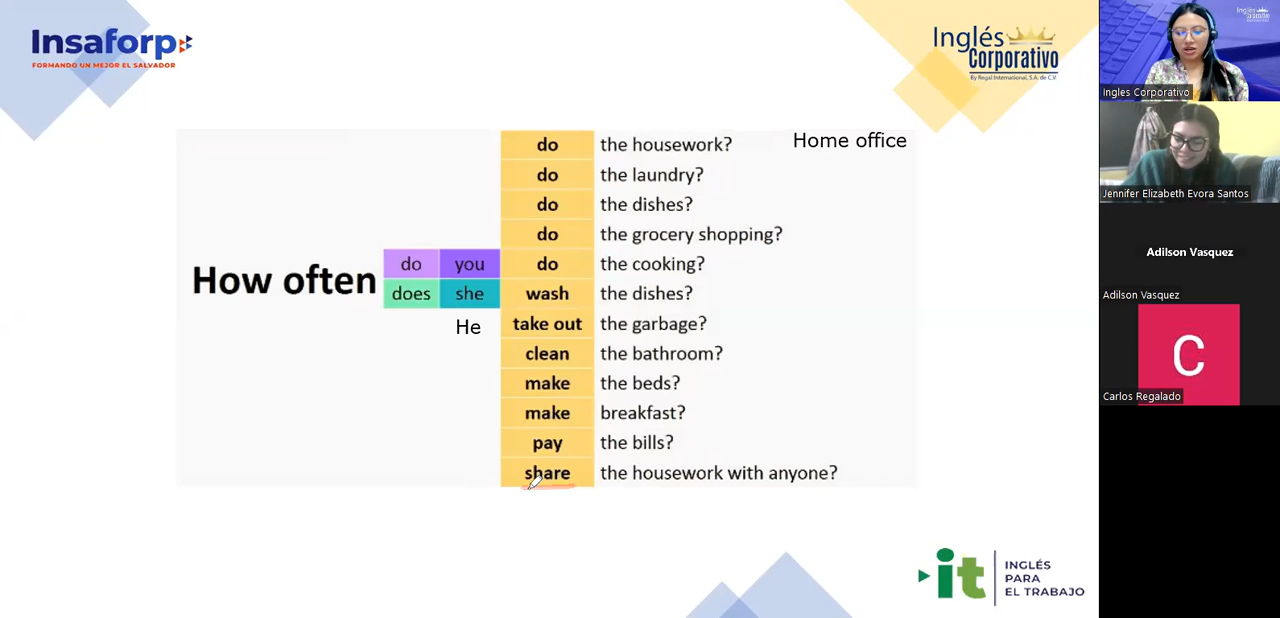 Insaforp
FORMANDO UN MEJOR EL SALVADOR
Inglés
Corporativo
By Regal International, S.A. de C.V.
Home office
How often
do you
does she
He
do the housework?
do the laundry?
do the dishes?
do the grocery shopping?
do the cooking?
wash the dishes?
take out the garbage?
clean the bathroom?
make the beds?
make breakfast?
pay the bills?
share the housework with anyone?
it
INGLÉS
PARA
EL TRABAJO
Ingles Corporativo
Jennifer Elizabeth Evora Santos
Adilson Vasquez
Adilson Vasquez
C
Carlos Regalado